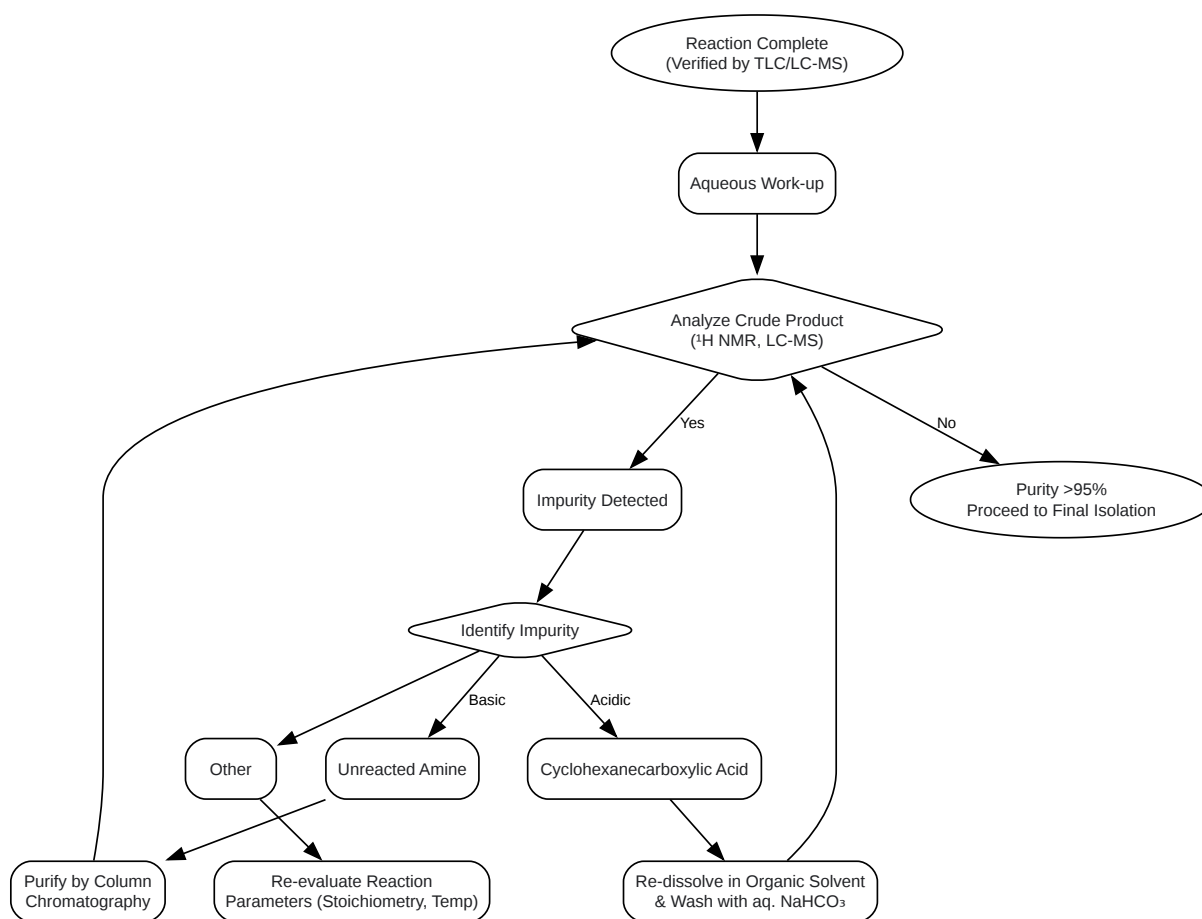 Reaction Complete
(Verified by TLC/LC-MS)
Aqueous Work-up
Analyze Crude Product
(¹H NMR, LC-MS)
Yes
No
Impurity Detected
Purity >95%
Proceed to Final Isolation
Identify Impurity
Basic
Acidic
Other
Unreacted Amine
Cyclohexanecarboxylic Acid
Purify by Column
Chromatography
Re-evaluate Reaction
Parameters (Stoichiometry, Temp)
Re-dissolve in Organic Solvent
& Wash with aq. NaHCO₃